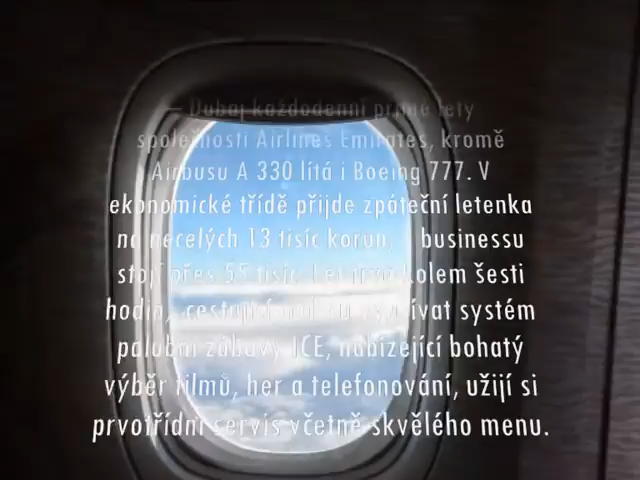 – Dubaj každodenní přímé lety
společnosti Airlines Emirates, kromě
Airbusu A 330 lítá i Boeing 777. V
ekonomické třídě přijde zpáteční letenka
na necelých 13 tisíc korun, businessu
stojí přes 55 tisíc. Let trvá kolem šesti
hodin, cestující mohou využívat systém
palubní zábavy ICE, nabízející bohatý
výběr filmů, her a telefonování, užijí si
prvotřídní servis včetně skvělého menu.